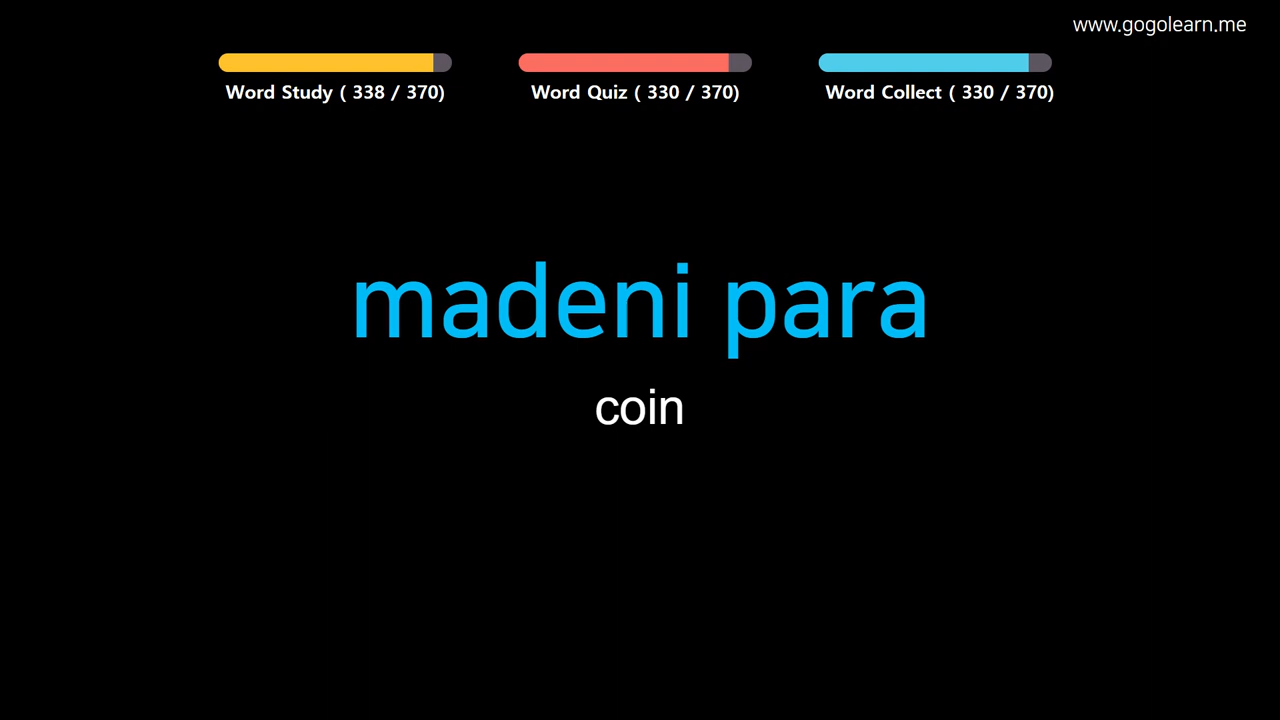 www.gogolearn.me
Word Study ( 338 / 370)
Word Quiz ( 330 / 370)
Word Collect ( 330 / 370)
madeni para
coin